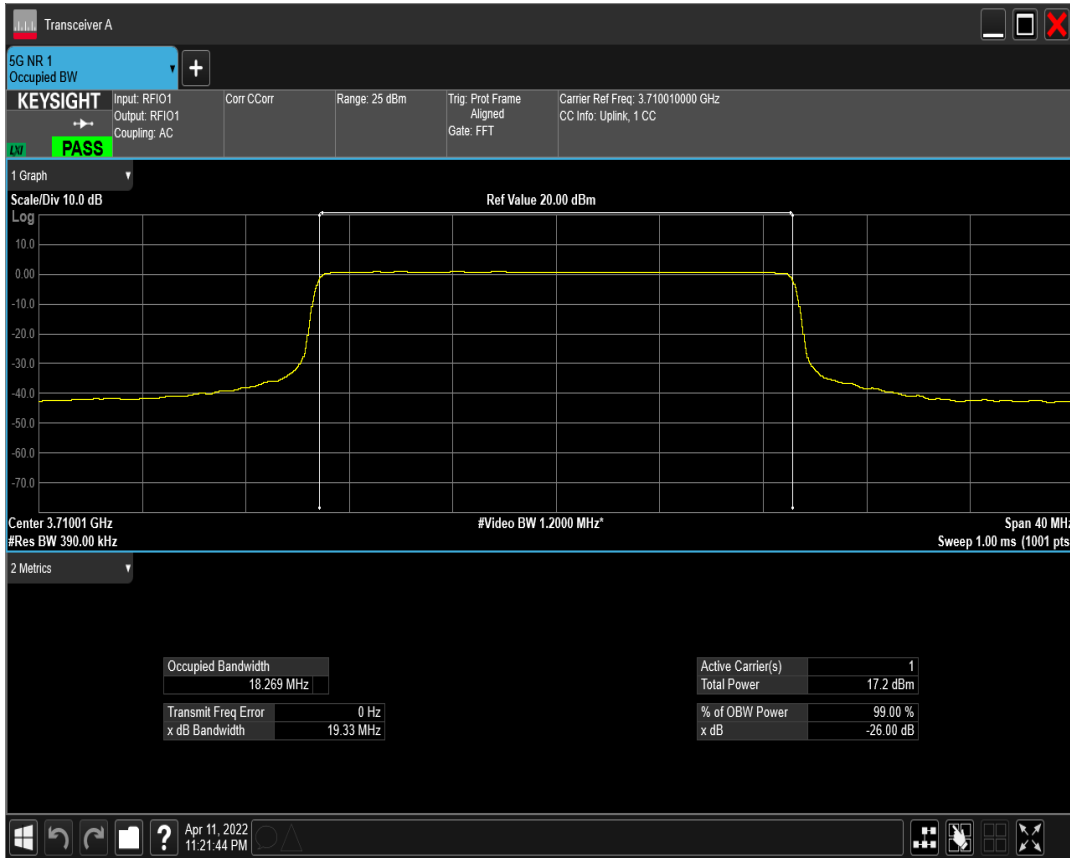 Transceiver A
5G NR 1
Occupied BW
KEYSIGHT
LXI
PASS
Input: RFIO1
Output: RFIO1
Coupling: AC
Corr CCorr
Range: 25 dBm
Trig: Prot Frame
Aligned
Gate: FFT
Carrier Ref Freq: 3.710010000 GHz
CC Info: Uplink, 1 CC
1 Graph
Scale/Div 10.0 dB
Ref Value 20.00 dBm
Log
10.0
0.00
-10.0
-20.0
-30.0
-40.0
-50.0
-60.0
-70.0
Center 3.71001 GHz
#Video BW 1.2000 MHz*
Span 40 MHz
#Res BW 390.00 kHz
Sweep 1.00 ms (1001 pts
2 Metrics
Occupied Bandwidth
18.269 MHz
Transmit Freq Error 0 Hz
x dB Bandwidth 19.33 MHz
Active Carrier(s) 1
Total Power 17.2 dBm
% of OBW Power 99.00 %
x dB -26.00 dB
Apr 11, 2022
11:21:44 PM